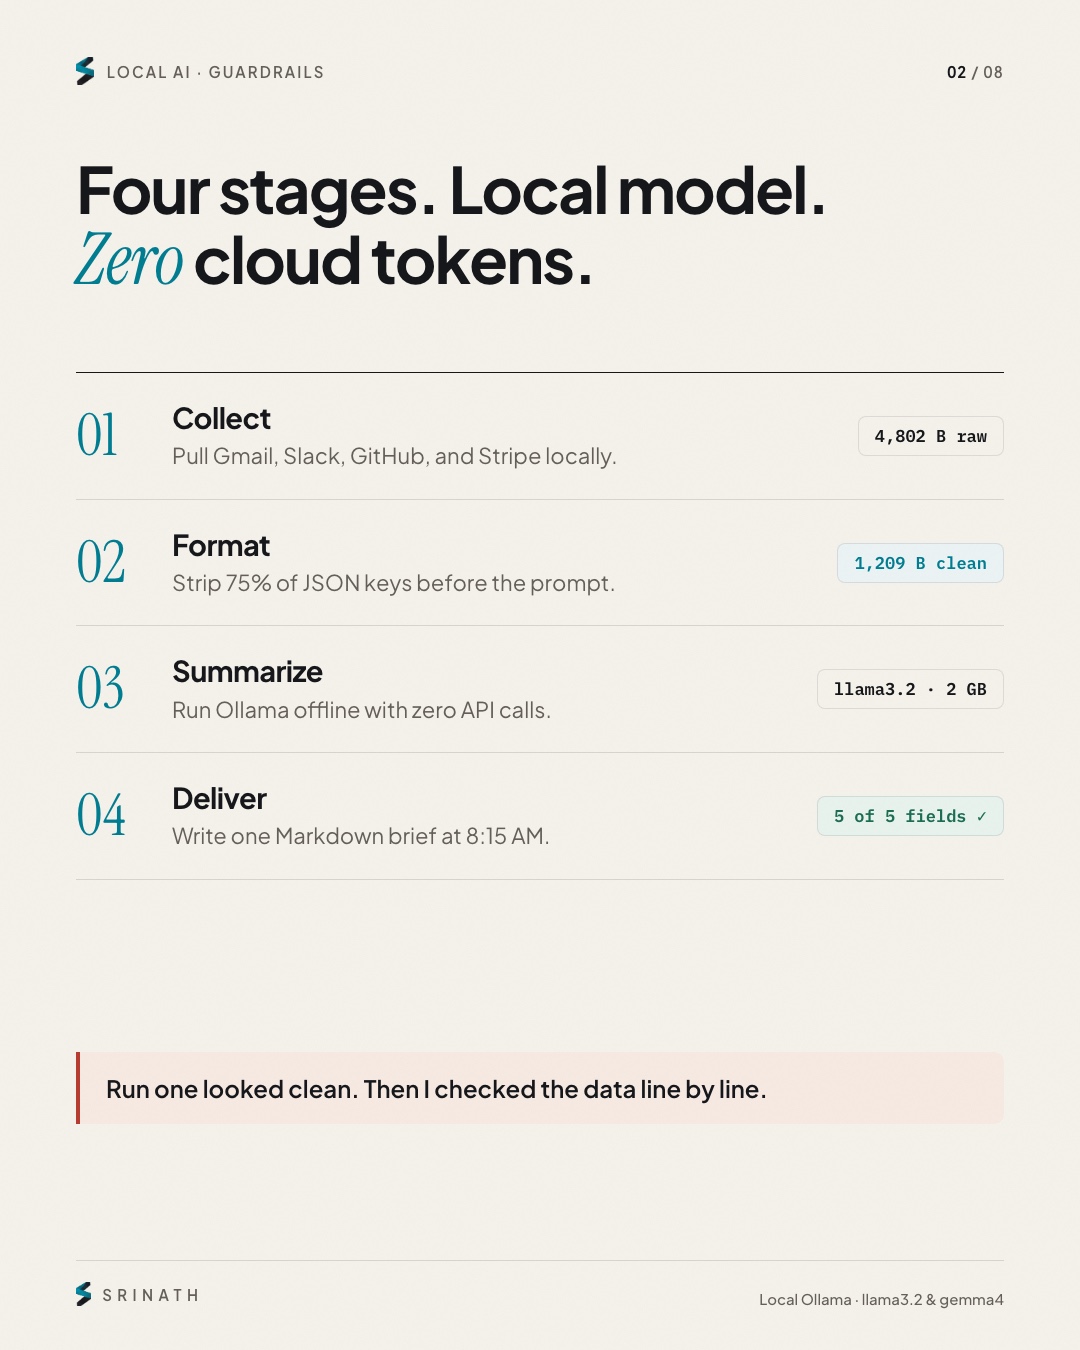 LOCAL AI · GUARDRAILS
02 / 08
Four stages. Local model.
Zero cloud tokens.
01
Collect
Pull Gmail, Slack, GitHub, and Stripe locally.
4,802 B raw
02
Format
Strip 75% of JSON keys before the prompt.
1,209 B clean
03
Summarize
Run Ollama offline with zero API calls.
llama3.2 · 2 GB
04
Deliver
Write one Markdown brief at 8:15 AM.
5 of 5 fields ✓
Run one looked clean. Then I checked the data line by line.
SRINATH
Local Ollama · llama3.2 & gemma4